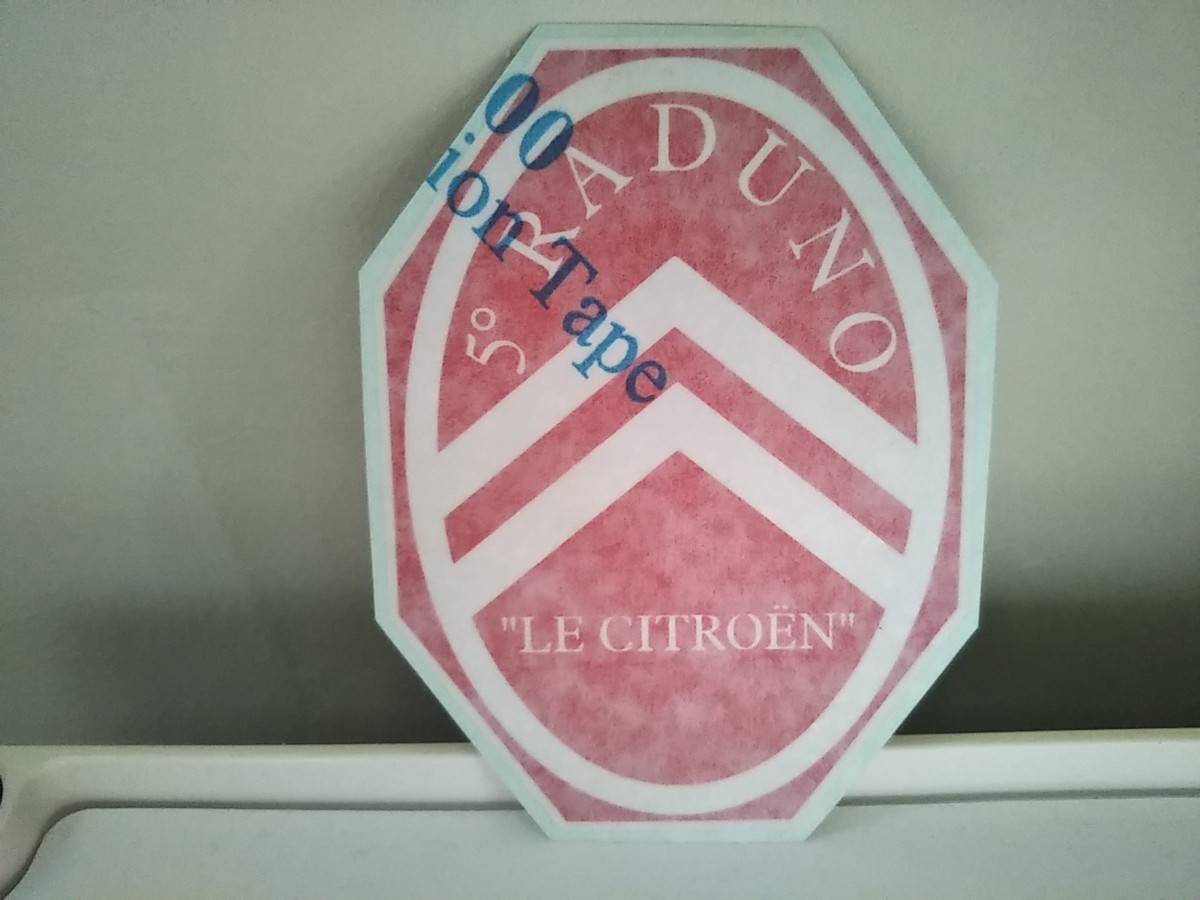 00
ion Tape
5° RADUNO
"LE CITROËN"